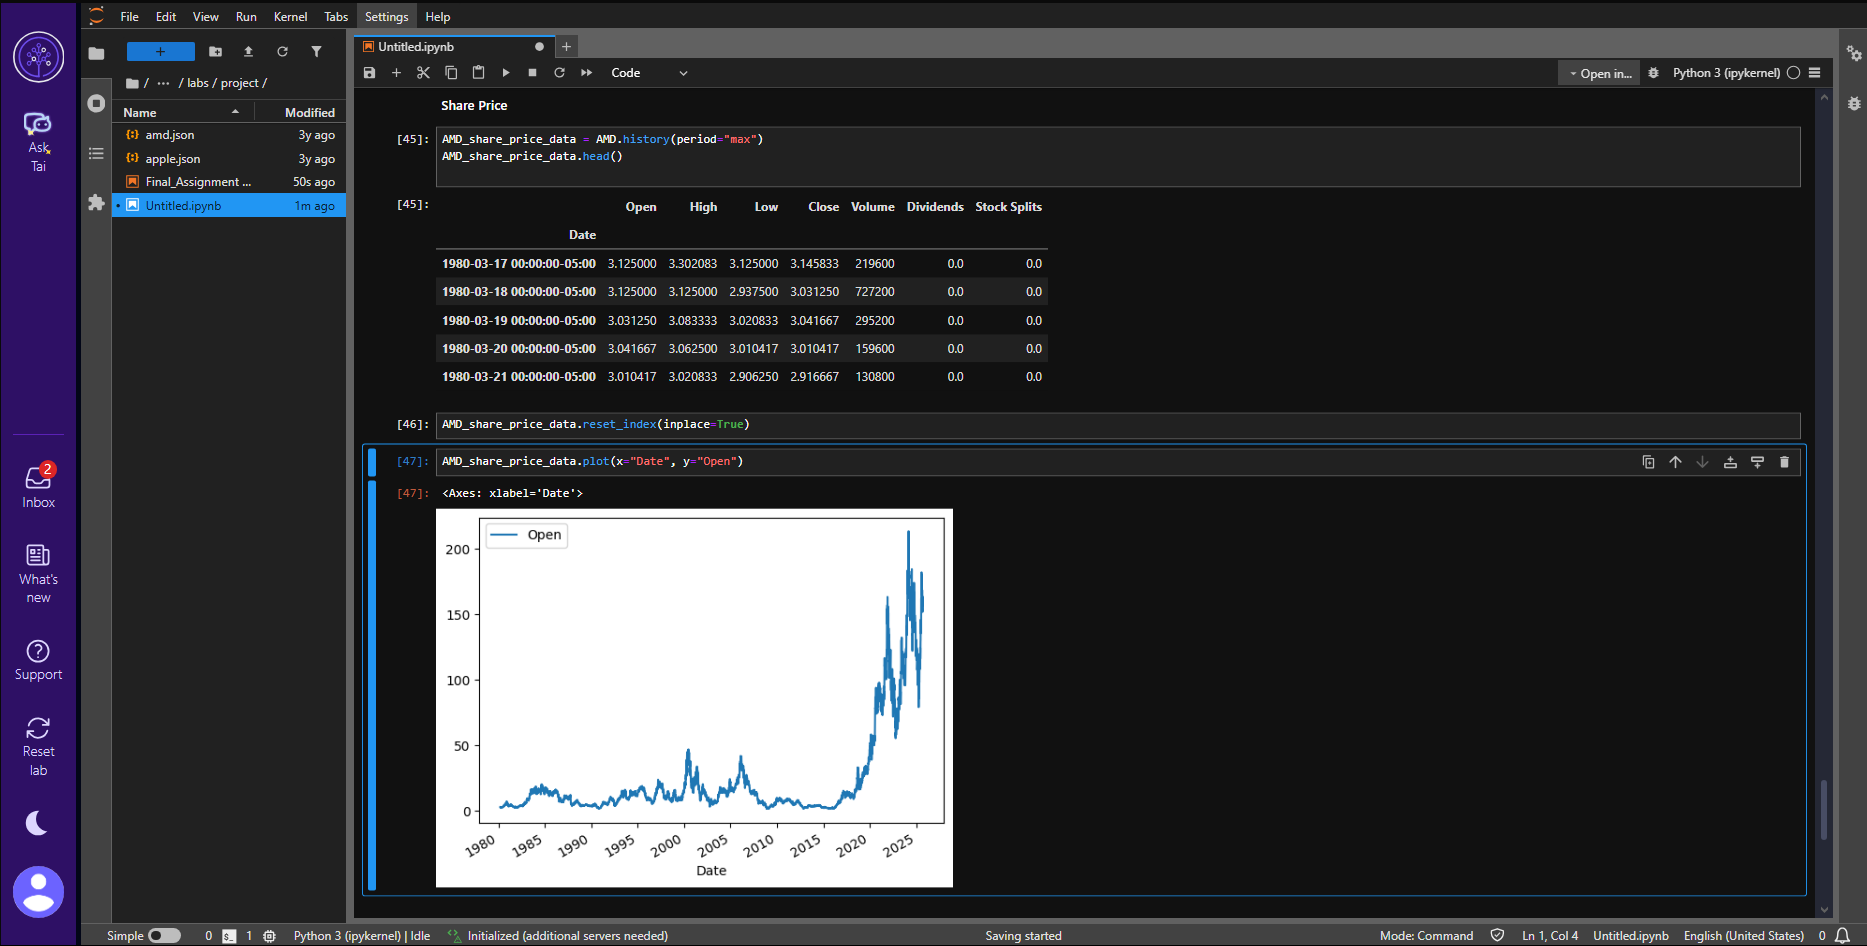 File Edit View Run Kernel Tabs Settings Help
Ask
Tai
Inbox
2
What's
new
Support
Reset
lab
/ ··· / labs / project /
Name Modified
amd.json 3y ago
apple.json 3y ago
Final_Assignment ... 50s ago
• Untitled.ipynb 1m ago
Untitled.ipynb
Code
Open in...
Python 3 (ipykernel)
Share Price
[45]: AMD_share_price_data = AMD.history(period="max")
AMD_share_price_data.head()
[45]: Open High Low Close Volume Dividends Stock Splits
Date
1980-03-17 00:00:00-05:00 3.125000 3.302083 3.125000 3.145833 219600 0.0 0.0
1980-03-18 00:00:00-05:00 3.125000 3.125000 2.937500 3.031250 727200 0.0 0.0
1980-03-19 00:00:00-05:00 3.031250 3.083333 3.020833 3.041667 295200 0.0 0.0
1980-03-20 00:00:00-05:00 3.041667 3.062500 3.010417 3.010417 159600 0.0 0.0
1980-03-21 00:00:00-05:00 3.010417 3.020833 2.906250 2.916667 130800 0.0 0.0
[46]: AMD_share_price_data.reset_index(inplace=True)
[47]: AMD_share_price_data.plot(x="Date", y="Open")
[47]: <Axes: xlabel='Date'>
Open
200
150
100
50
0
1980 1985 1990 1995 2000 2005 2010 2015 2020 2025
Date
Simple 0 $_ 1 Python 3 (ipykernel) | Idle Initialized (additional servers needed) Saving started Mode: Command Ln 1, Col 4 Untitled.ipynb English (United States) 0